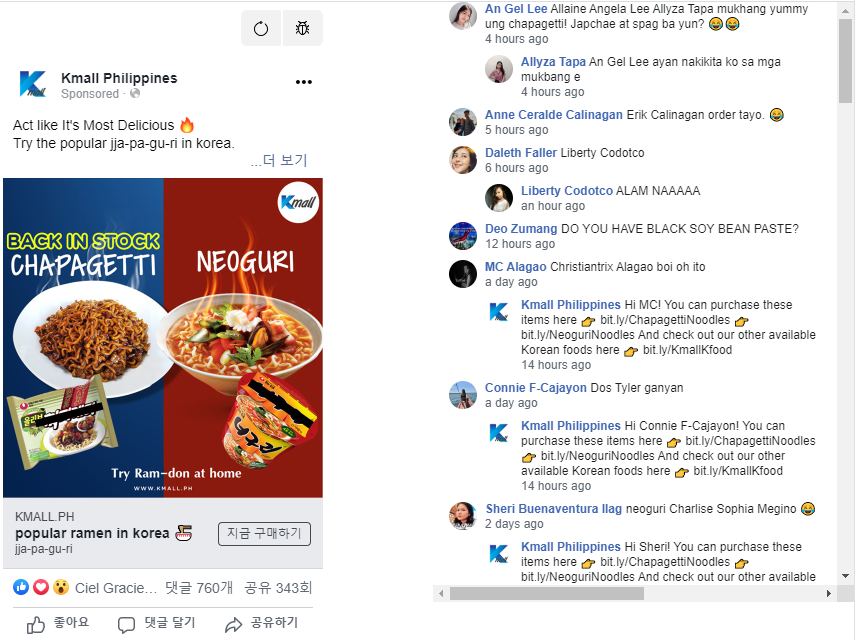 Kmall Philippines
Sponsored ·
Act like It's Most Delicious 🔥
Try the popular jja-pa-gu-ri in korea.
...더 보기
Kmall
BACK IN STOCK
CHAPAGETTI
NEOGURI
Try Ram-don at home
WWW.KMALL.PH
KMALL.PH
popular ramen in korea 🍜
jja-pa-gu-ri
지금 구매하기
Ciel Gracie... 댓글 760개 공유 343회
좋아요 댓글 달기 공유하기
An Gel Lee Allaine Angela Lee Allyza Tapa mukhang yummy
ung chapagetti! Japchae at spag ba yun? 😂😂
4 hours ago
Allyza Tapa An Gel Lee ayan nakikita ko sa mga
mukbang e
4 hours ago
Anne Ceralde Calinagan Erik Calinagan order tayo. 😂
5 hours ago
Daleth Faller Liberty Codotco
6 hours ago
Liberty Codotco ALAM NAAAAA
an hour ago
Deo Zumang DO YOU HAVE BLACK SOY BEAN PASTE?
12 hours ago
MC Alagao Christiantrix Alagao boi oh ito
a day ago
Kmall Philippines Hi MC! You can purchase these
items here 👉 bit.ly/ChapagettiNoodles 👉
bit.ly/NeoguriNoodles And check out our other available
Korean foods here 👉 bit.ly/KmallKfood
14 hours ago
Connie F-Cajayon Dos Tyler ganyan
a day ago
Kmall Philippines Hi Connie F-Cajayon! You can
purchase these items here 👉 bit.ly/ChapagettiNoodles
👉 bit.ly/NeoguriNoodles And check out our other
available Korean foods here 👉 bit.ly/KmallKfood
14 hours ago
Sheri Buenaventura Ilag neoguri Charlise Sophia Megino 😂
2 days ago
Kmall Philippines Hi Sheri! You can purchase these
items here 👉 bit.ly/ChapagettiNoodles 👉
bit.ly/NeoguriNoodles And check out our other available